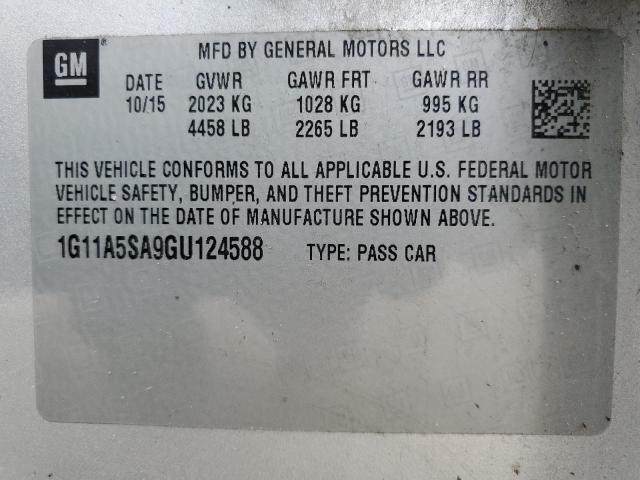 GM
MFD BY GENERAL MOTORS LLC
DATE GVWR GAWR FRT GAWR RR
10/15 2023 KG 1028 KG 995 KG
4458 LB 2265 LB 2193 LB
THIS VEHICLE CONFORMS TO ALL APPLICABLE U.S. FEDERAL MOTOR
VEHICLE SAFETY, BUMPER, AND THEFT PREVENTION STANDARDS IN
EFFECT ON THE DATE OF MANUFACTURE SHOWN ABOVE.
1G11A5SA9GU124588 TYPE: PASS CAR